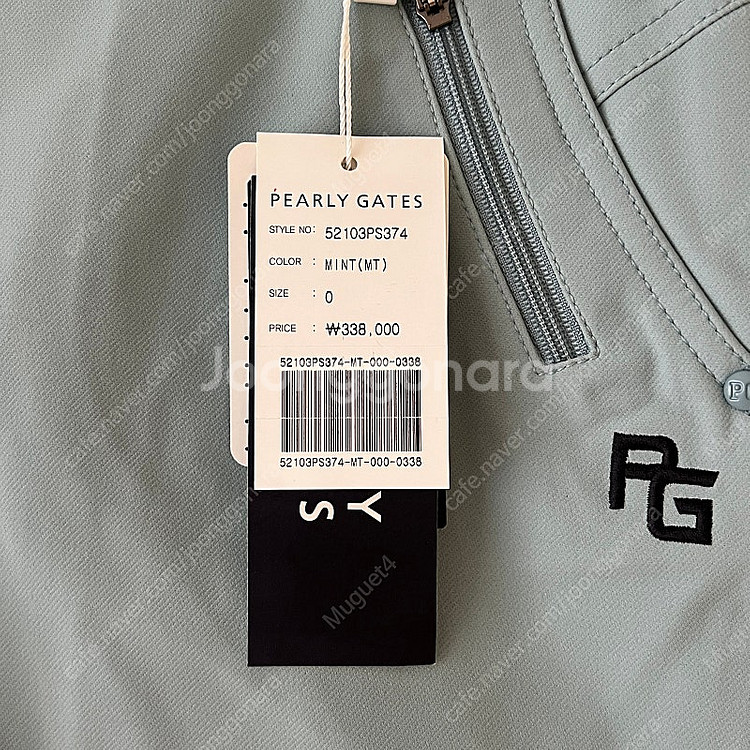 PEARLY GATES
STYLE NO: 52103PS374
COLOR : MINT(MT)
SIZE : 0
PRICE : ₩338,000
52103PS374-MT-000-0338
Joonggonara
52103PS374-MT-000-0338
PG
Y
S
Muguet4
cafe.naver.com/joonggonara